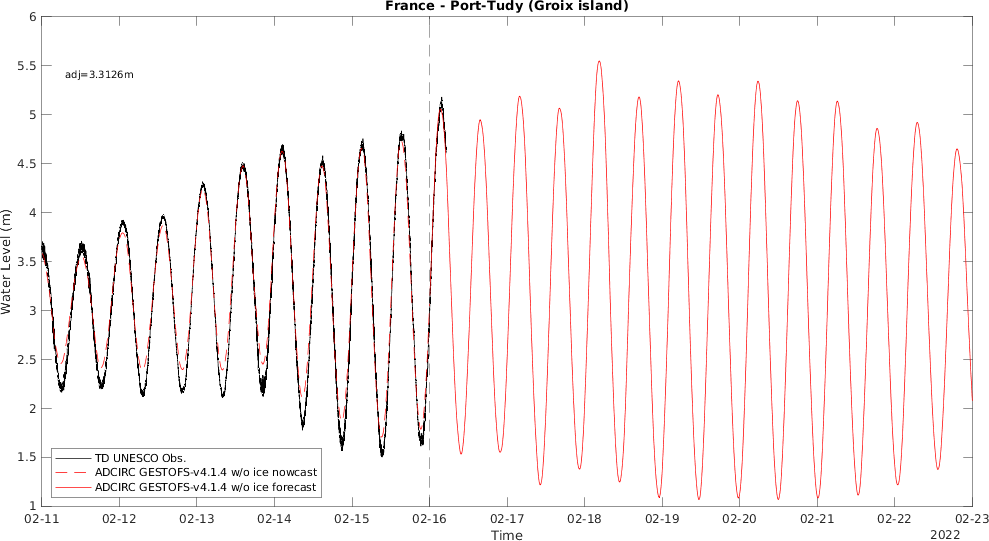 France - Port-Tudy (Groix island)
6
5.5
5
4.5
4
3.5
3
2.5
2
1.5
1
Water Level (m)
adj=3.3126m
TD UNESCO Obs.
ADCIRC GESTOFS-v4.1.4 w/o ice nowcast
ADCIRC GESTOFS-v4.1.4 w/o ice forecast
02-11 02-12 02-13 02-14 02-15 02-16 02-17 02-18 02-19 02-20 02-21 02-22 02-23
Time
2022